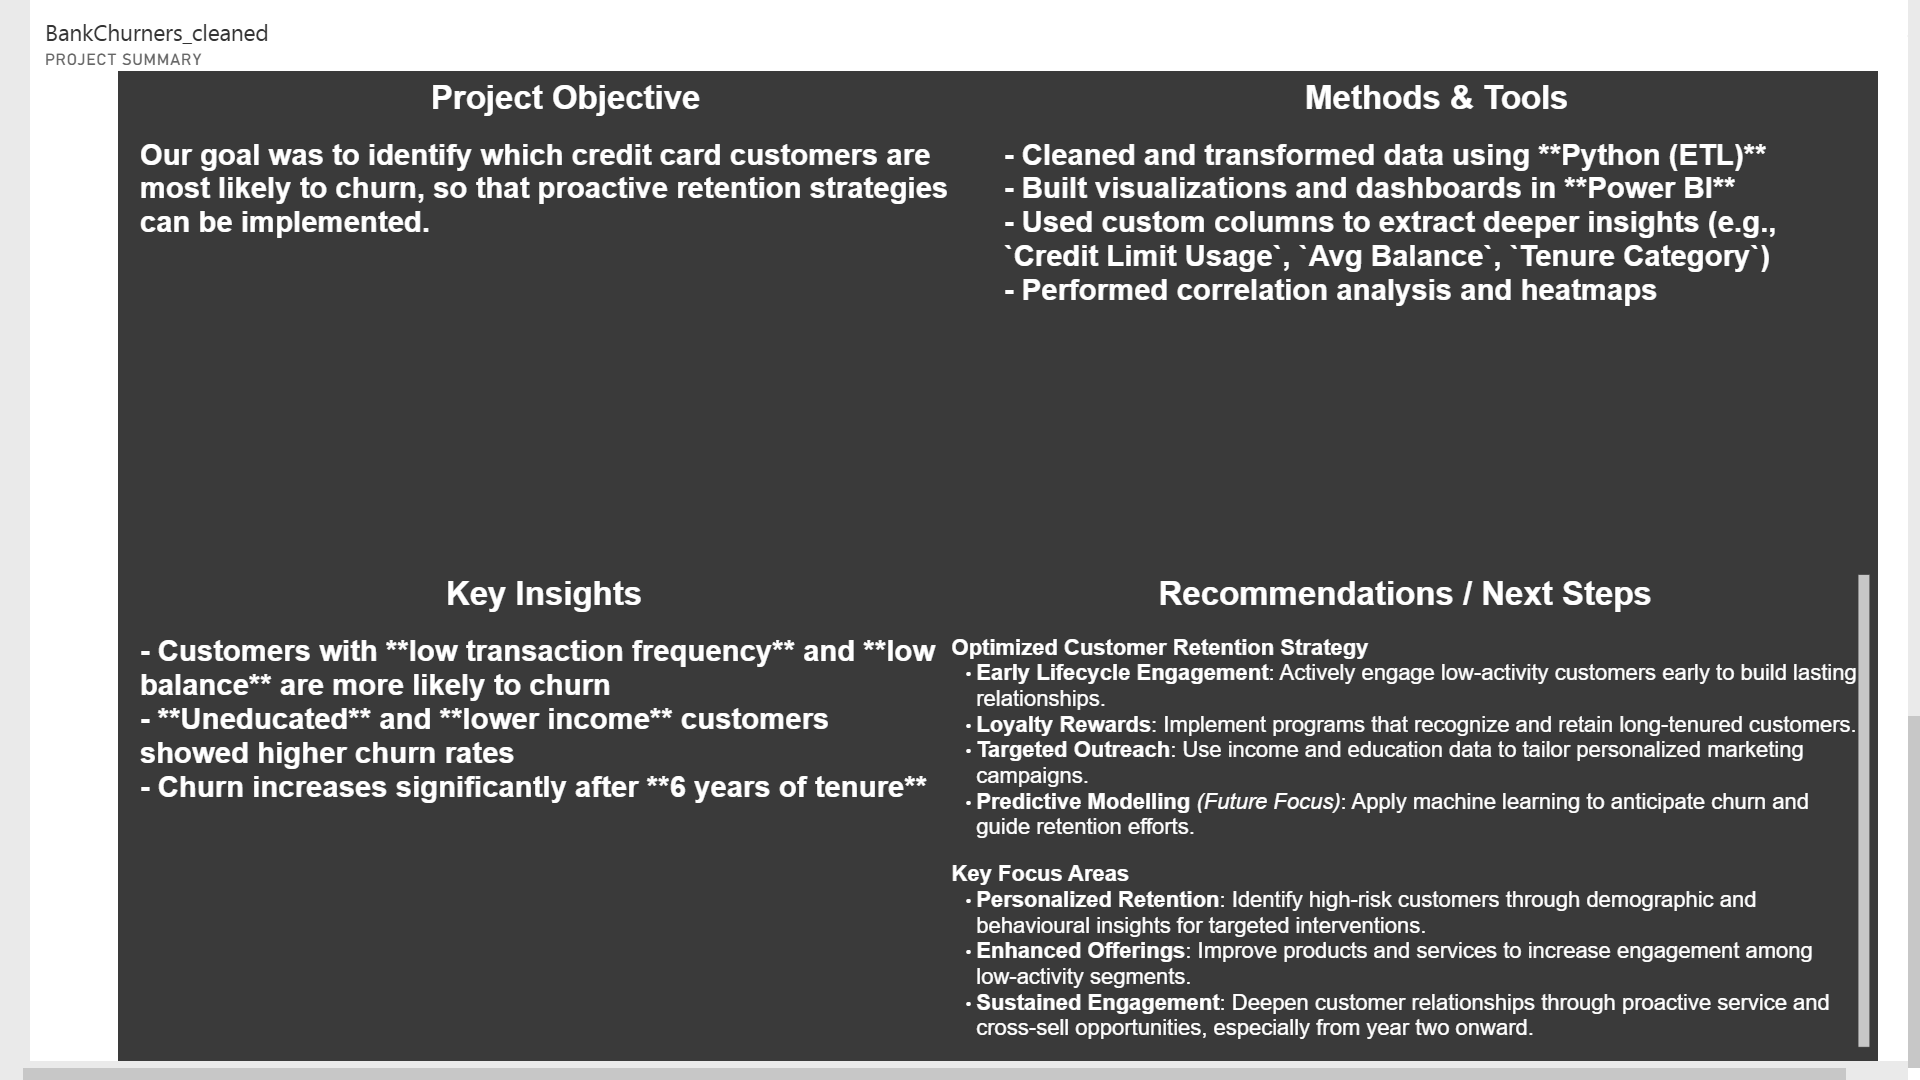 BankChurners_cleaned
PROJECT SUMMARY
Project Objective
Our goal was to identify which credit card customers are
most likely to churn, so that proactive retention strategies
can be implemented.
Methods & Tools
- Cleaned and transformed data using **Python (ETL)**
- Built visualizations and dashboards in **Power BI**
- Used custom columns to extract deeper insights (e.g.,
`Credit Limit Usage`, `Avg Balance`, `Tenure Category`)
- Performed correlation analysis and heatmaps
Key Insights
- Customers with **low transaction frequency** and **low
balance** are more likely to churn
- **Uneducated** and **lower income** customers
showed higher churn rates
- Churn increases significantly after **6 years of tenure**
Recommendations / Next Steps
Optimized Customer Retention Strategy
• Early Lifecycle Engagement: Actively engage low-activity customers early to build lasting
relationships.
• Loyalty Rewards: Implement programs that recognize and retain long-tenured customers.
• Targeted Outreach: Use income and education data to tailor personalized marketing
campaigns.
• Predictive Modelling (Future Focus): Apply machine learning to anticipate churn and
guide retention efforts.
Key Focus Areas
• Personalized Retention: Identify high-risk customers through demographic and
behavioural insights for targeted interventions.
• Enhanced Offerings: Improve products and services to increase engagement among
low-activity segments.
• Sustained Engagement: Deepen customer relationships through proactive service and
cross-sell opportunities, especially from year two onward.